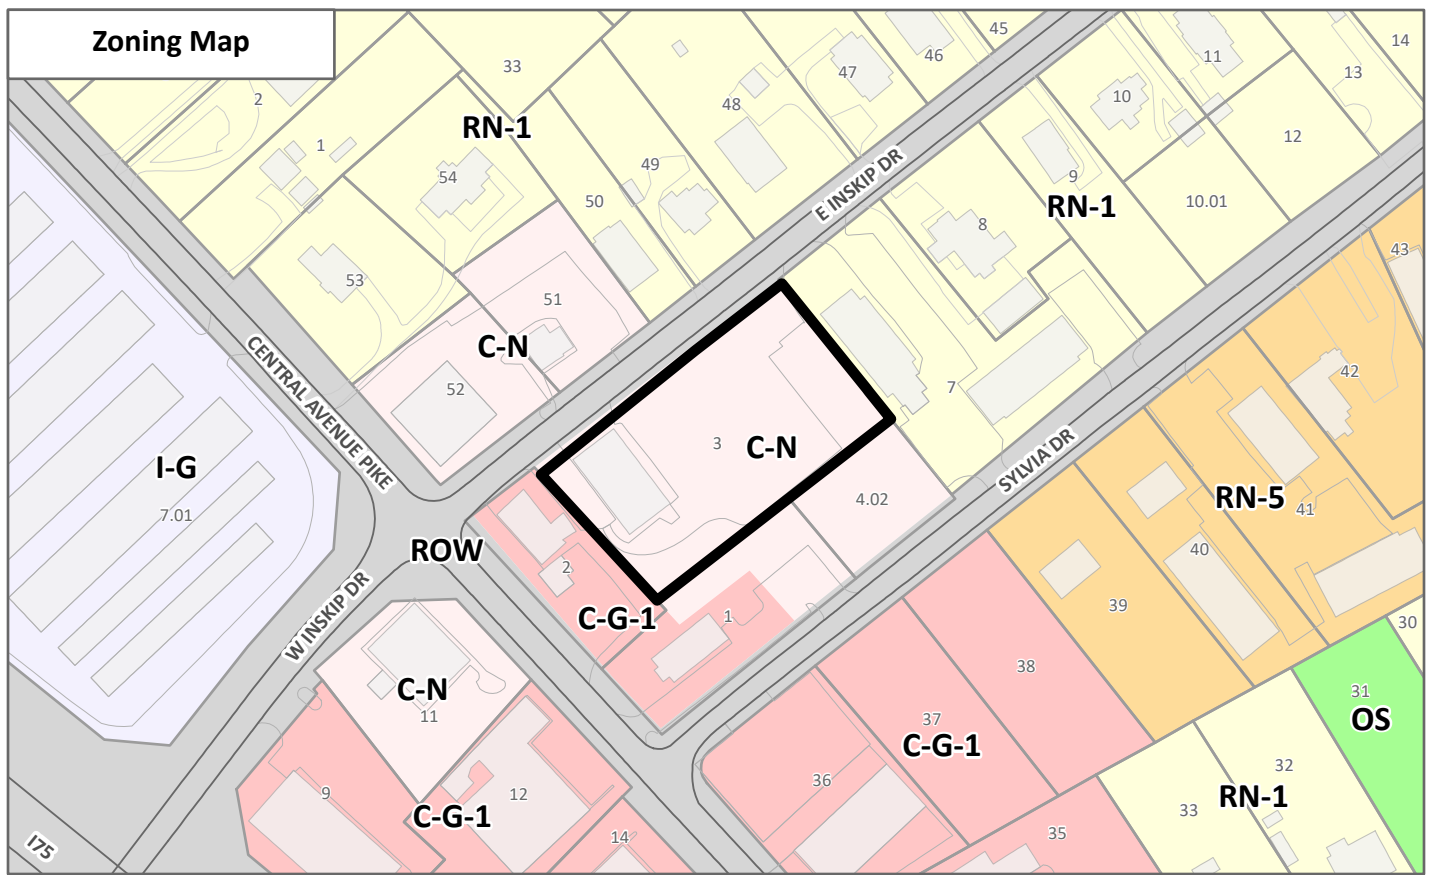 Zoning Map
45
46
14
11
13
33
47
2
48
10
12
RN-1
1
49
54
E INSKIP DR
9
50
RN-1
10.01
8
43
53
51
C-N
CENTRAL AVENUE PIKE
52
7
42
3
C-N
I-G
SYLVIA DR
4.02
RN-5
7.01
41
ROW
40
2
W INSKIP DR
39
C-G-1
1
30
38
C-N
31
11
37
OS
C-G-1
32
36
9
12
RN-1
C-G-1
33
14
35
I75